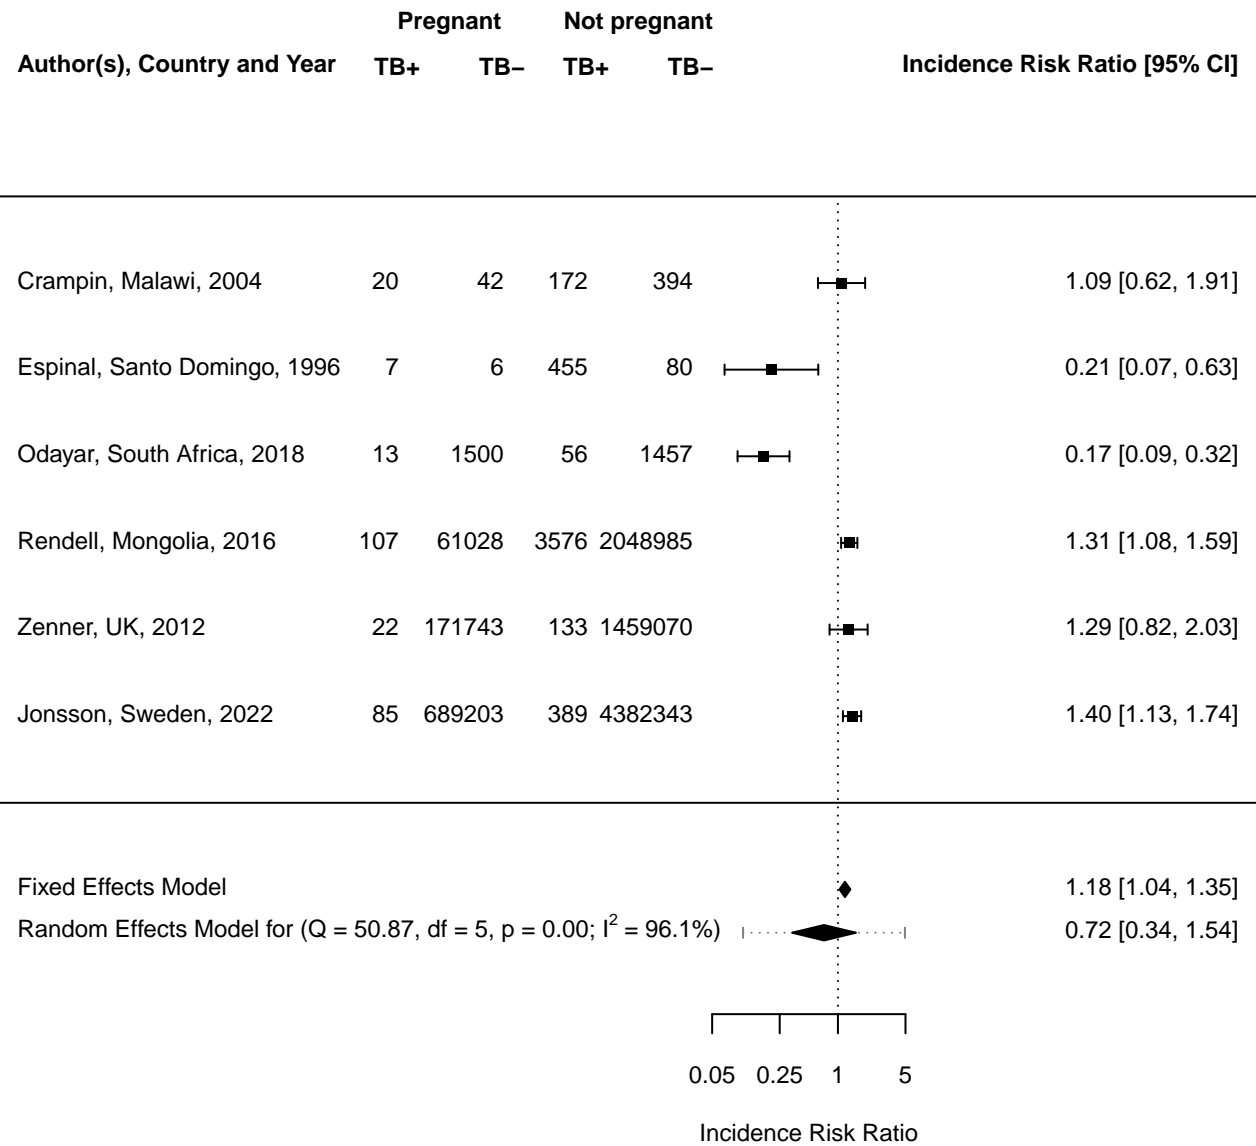 Pregnant Not pregnant
Author(s), Country and Year TB+ TB− TB+ TB− Incidence Risk Ratio [95% CI]
Crampin, Malawi, 2004 20 42 172 394 1.09 [0.62, 1.91]
Espinal, Santo Domingo, 1996 7 6 455 80 0.21 [0.07, 0.63]
Odayar, South Africa, 2018 13 1500 56 1457 0.17 [0.09, 0.32]
Rendell, Mongolia, 2016 107 61028 3576 2048985 1.31 [1.08, 1.59]
Zenner, UK, 2012 22 171743 133 1459070 1.29 [0.82, 2.03]
Jonsson, Sweden, 2022 85 689203 389 4382343 1.40 [1.13, 1.74]
Fixed Effects Model 1.18 [1.04, 1.35]
Random Effects Model for (Q = 50.87, df = 5, p = 0.00; I² = 96.1%) 0.72 [0.34, 1.54]
0.05 0.25 1 5
Incidence Risk Ratio